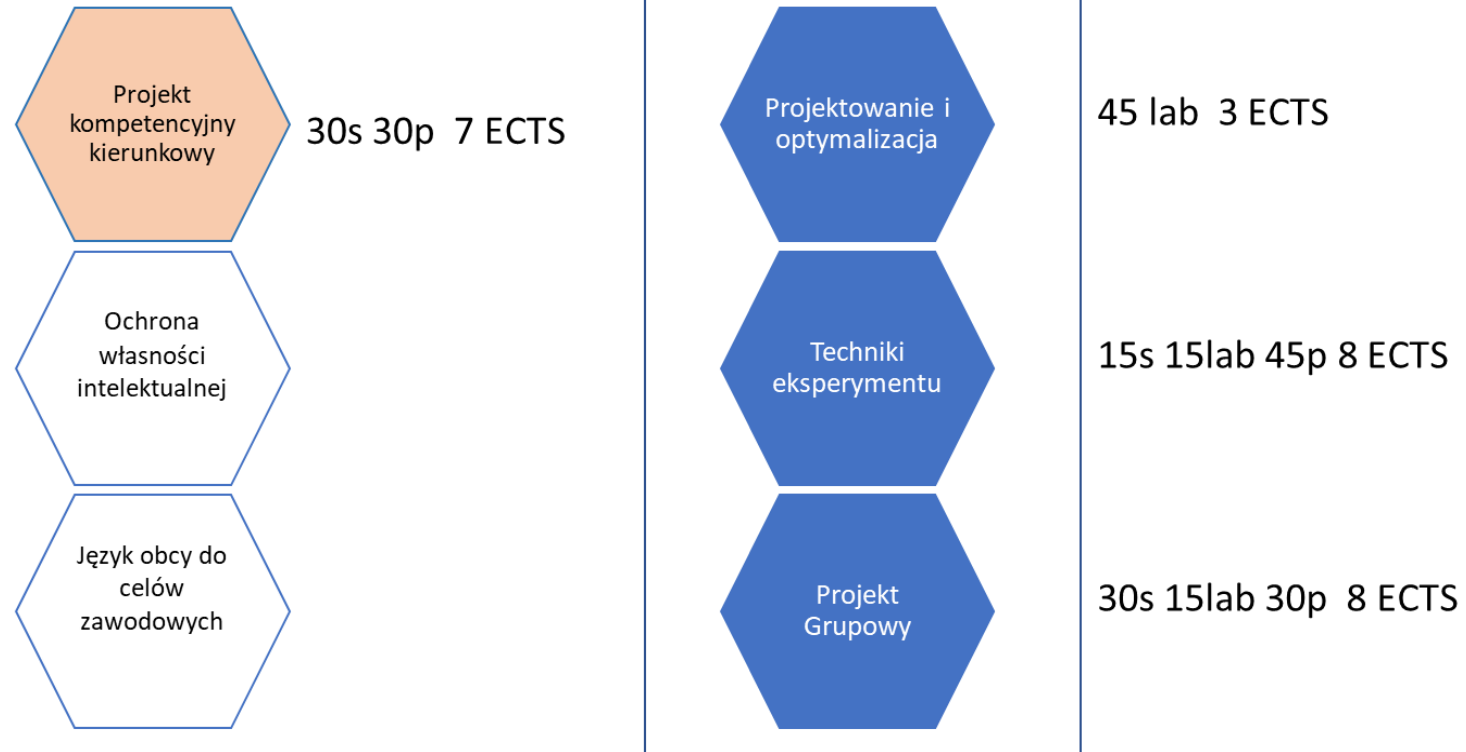 Projekt
kompetencyjny
kierunkowy
30s 30p  7 ECTS
Ochrona
własności
intelektualnej
Język obcy do
celów
zawodowych
Projektowanie i
optymalizacja
45 lab  3 ECTS
Techniki
eksperymentu
15s 15lab 45p 8 ECTS
Projekt
Grupowy
30s 15lab 30p  8 ECTS